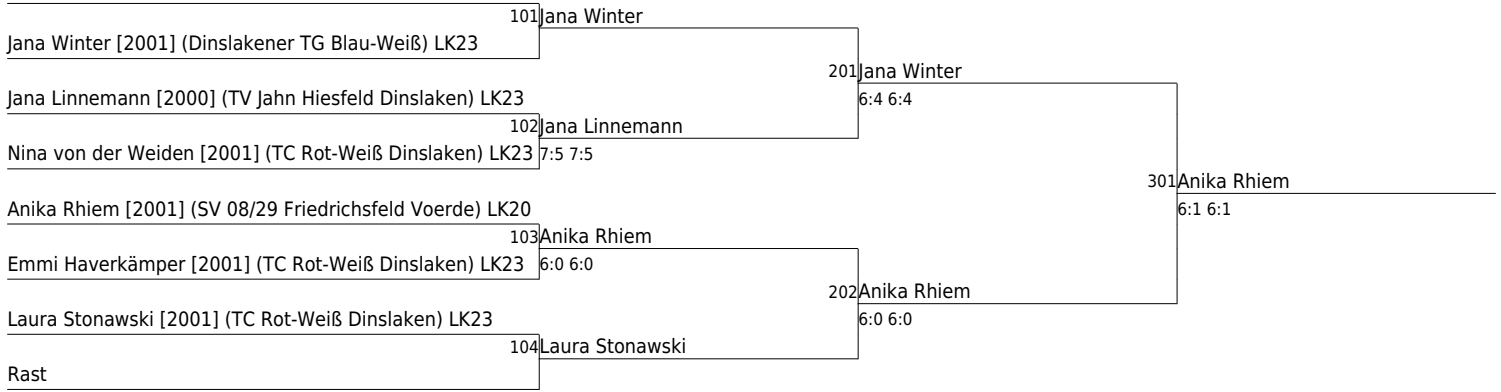 101 Jana Winter
Jana Winter [2001] (Dinslakener TG Blau-Weiß) LK23
201 Jana Winter
Jana Linnemann [2000] (TV Jahn Hiesfeld Dinslaken) LK23
6:4 6:4
102 Jana Linnemann
Nina von der Weiden [2001] (TC Rot-Weiß Dinslaken) LK23
7:5 7:5
301 Anika Rhiem
Anika Rhiem [2001] (SV 08/29 Friedrichsfeld Voerde) LK20
6:1 6:1
103 Anika Rhiem
Emmi Haverkämper [2001] (TC Rot-Weiß Dinslaken) LK23
6:0 6:0
202 Anika Rhiem
Laura Stonawski [2001] (TC Rot-Weiß Dinslaken) LK23
6:0 6:0
104 Laura Stonawski
Rast